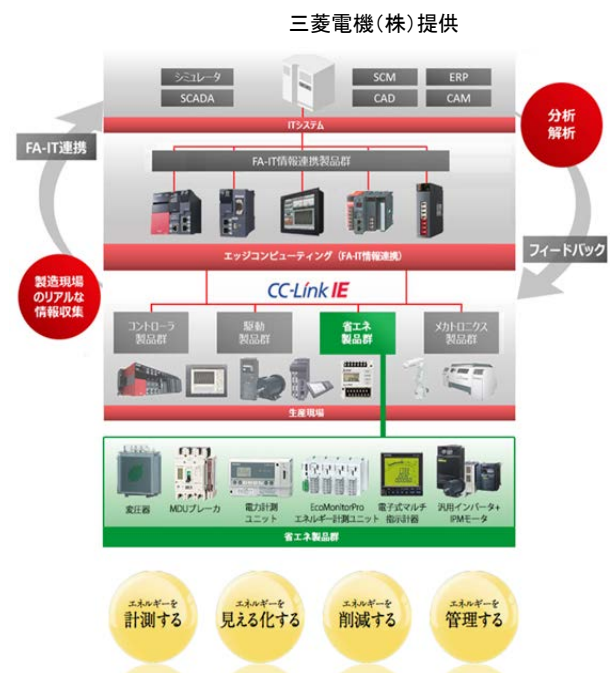 三菱電機(株)提供
シミュレータ
SCADA
SCM
ERP
CAD
CAM
ITシステム
分析
解析
FA-IT連携
FA-IT情報連携製品群
エッジコンピューティング (FA-IT情報連携)
フィードバック
製造現場
のリアルな
情報収集
CC-Link IE
コントローラ
製品群
駆動
製品群
省エネ
製品群
メカトロニクス
製品群
生産現場
変圧器
MDUブレーカ
電力計測
ユニット
EcoMonitorPro
エネルギー計測ユニット
電子式マルチ
指示計器
汎用インバータ+
IPMモータ
省エネ製品群
エネルギーを
計測する
エネルギーを
見える化する
エネルギーを
削減する
エネルギーを
管理する